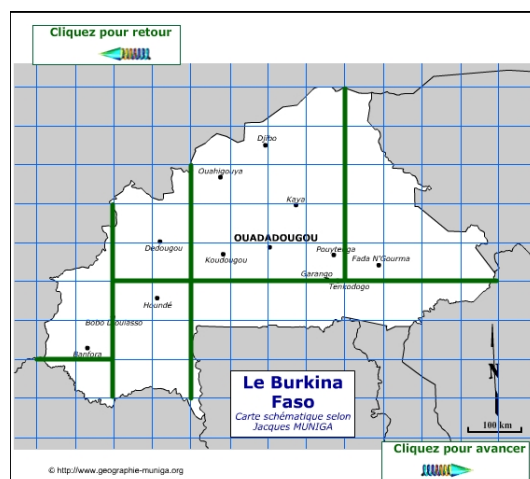 Cliquez pour retour
Djibo
Ouahigouya
Kaya
OUADADOUGOU
Dedougou
Koudougou
Pouytenga
Fada N'Gourma
Garango
Tenkodogo
Houndé
Bobo Dioulasso
Banfora
N
Le Burkina
Faso
Carte schématique selon
Jacques MUNIGA
100 km
Cliquez pour avancer
© http://www.geographie-muniga.org